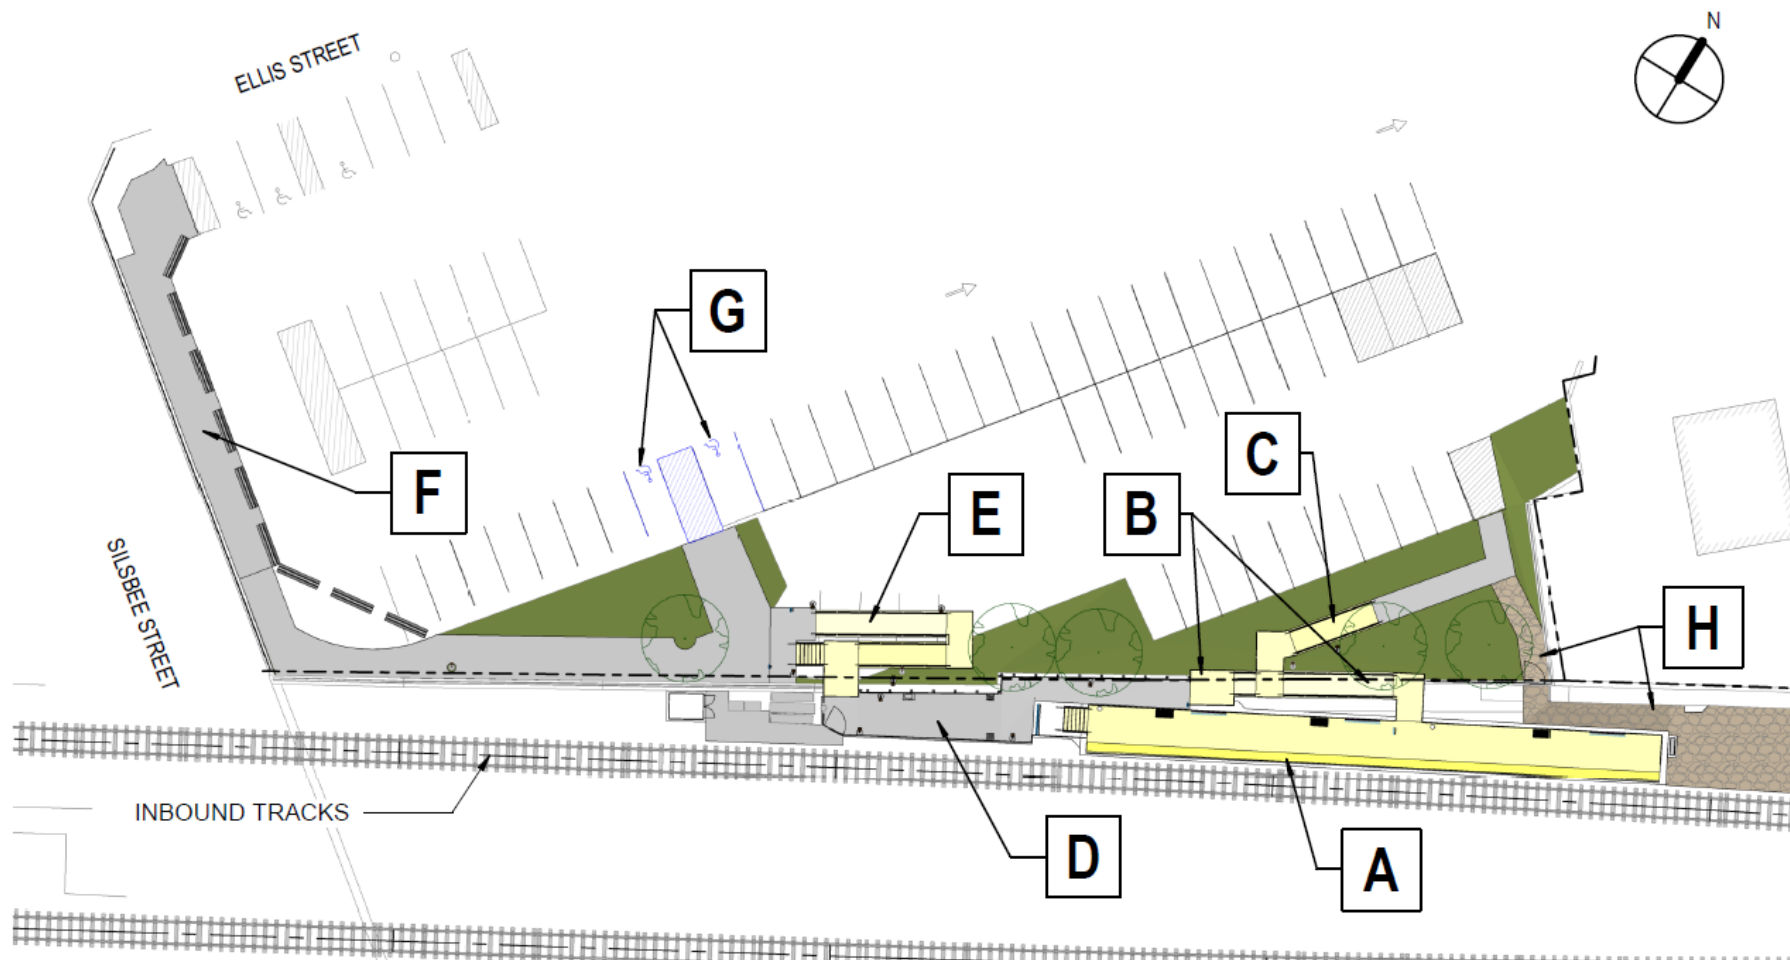 N
ELLIS STREET
G
C
F
E
B
SILSBEE STREET
H
INBOUND TRACKS
D
A